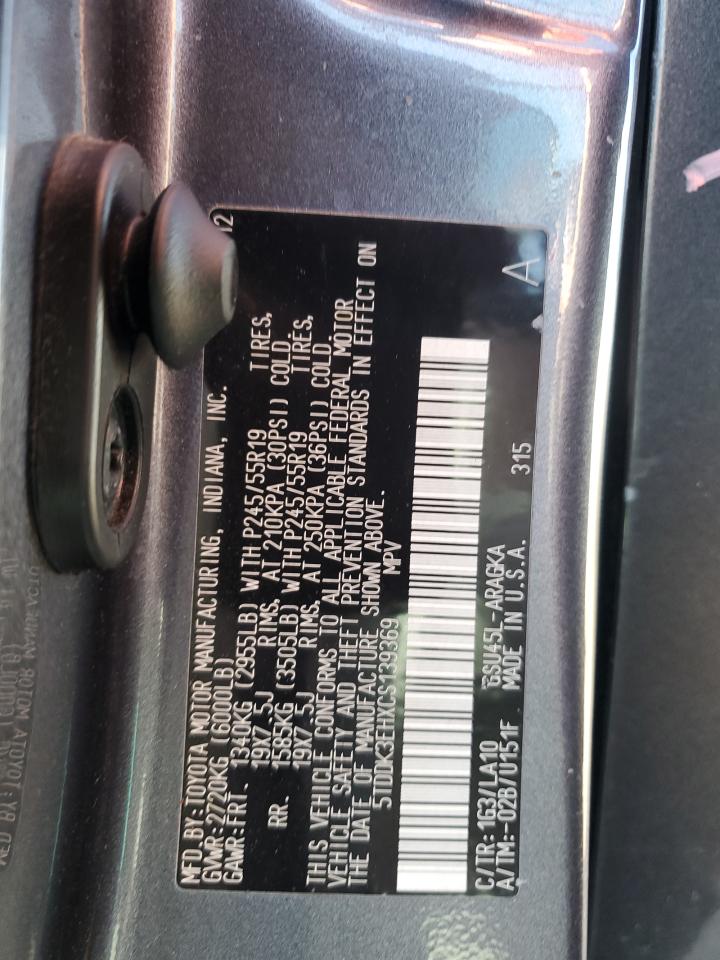 MFD.BY:TOYOTA MOTOR MANUFACTURING, INDIANA, INC. 12
GVWR:2720KG (6000LB)
GAWR:FRT. 1340KG (2955LB) WITH P245/55R19 TIRES,
19X7.5J RIMS, AT 210KPA (30PSI) COLD
RR. 1585KG (3505LB) WITH P245/55R19 TIRES,
19X7.5J RIMS, AT 250KPA (36PSI) COLD.
THIS VEHICLE CONFORMS TO ALL APPLICABLE FEDERAL MOTOR
VEHICLE SAFETY AND THEFT PREVENTION STANDARDS IN EFFECT ON
THE DATE OF MANUFACTURE SHOWN ABOVE.
5TDDK3EHXCS139369 MPV
C/TR:1G3/LA10 GSU45L-ARAGKA
A/TM:-02B/U151F MADE IN U.S.A. 315 A